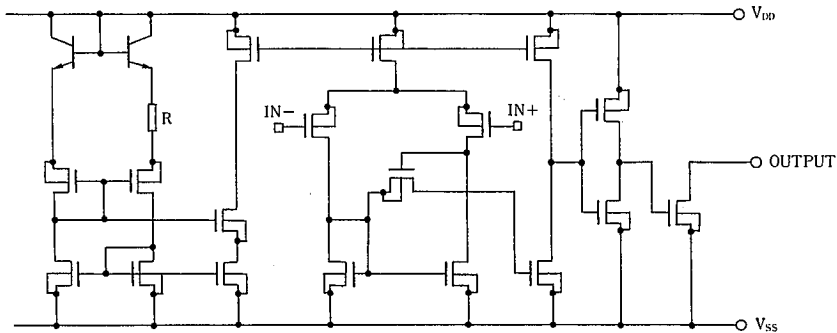 V_DD
R
IN−
IN+
OUTPUT
V_SS